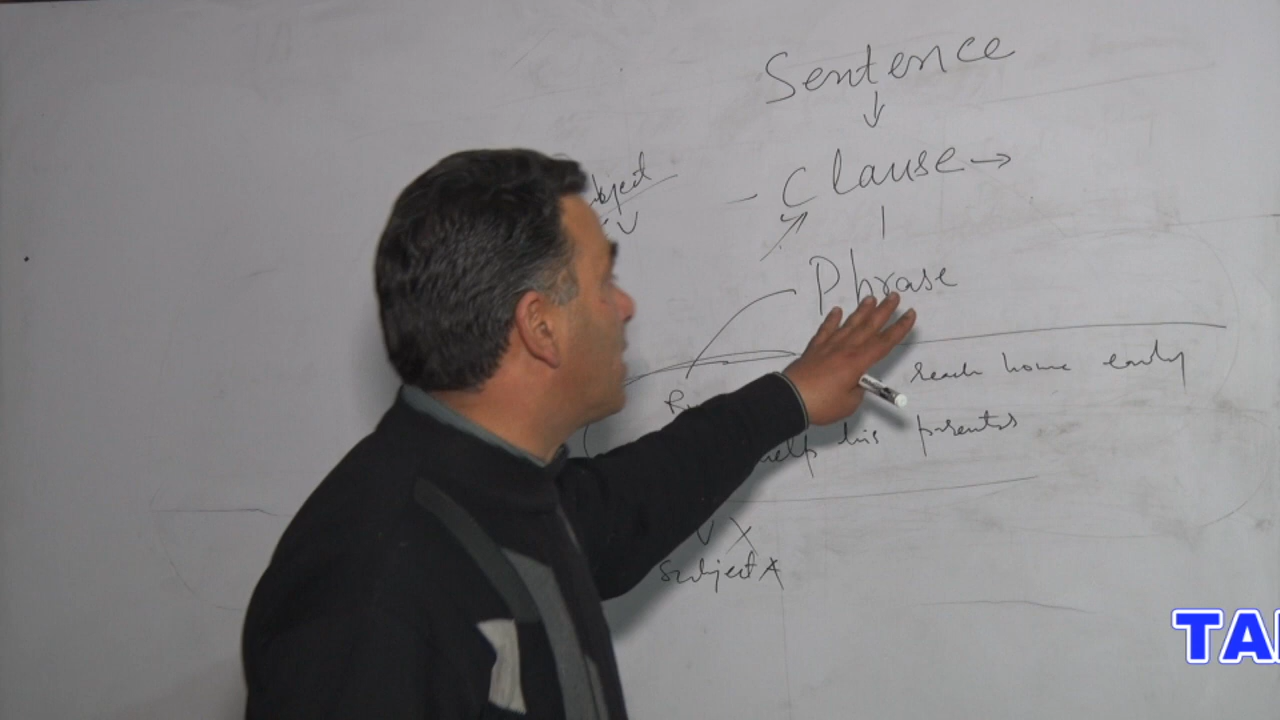 Sentence
Clause
Phrase
reach home early
help his parents
V X
Subject X
TA